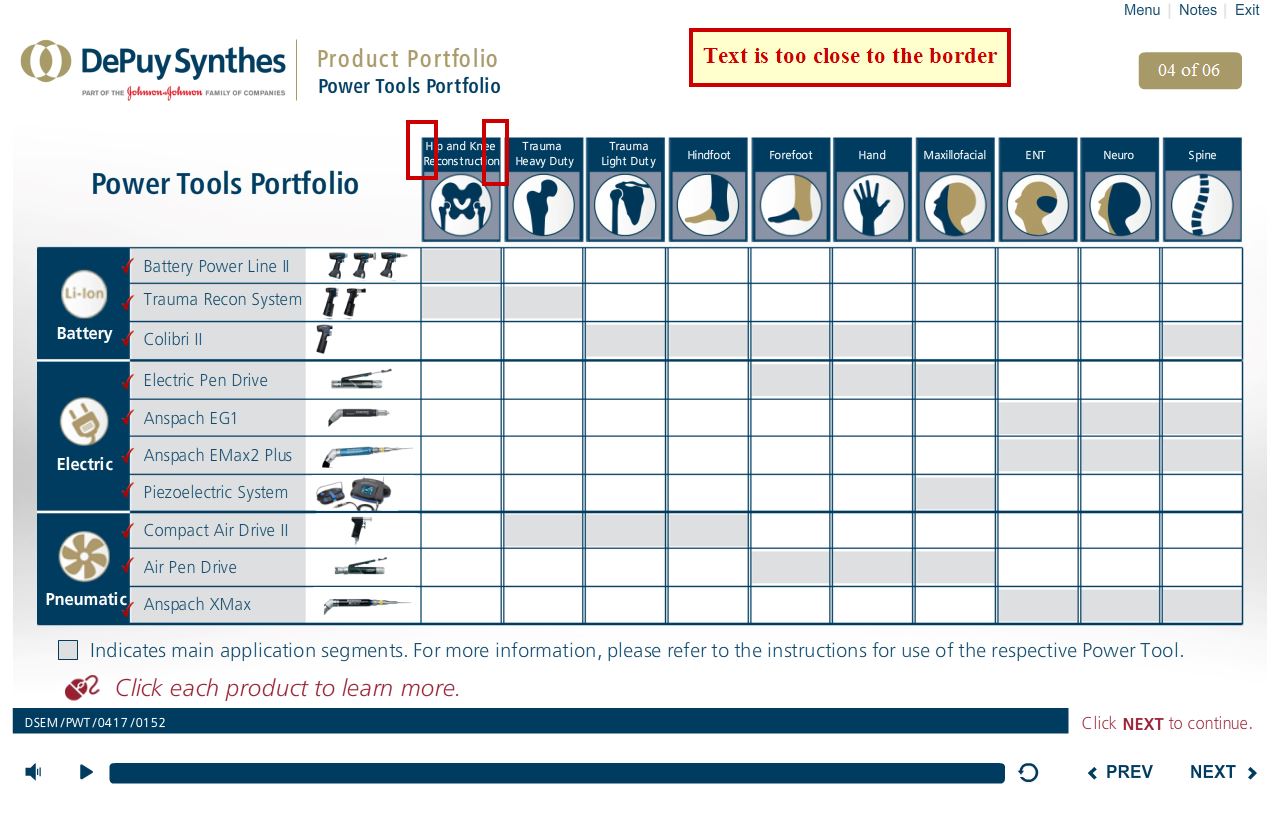 Menu | Notes | Exit
DePuy Synthes
PART OF THE Johnson & Johnson FAMILY OF COMPANIES
Product Portfolio
Power Tools Portfolio
Text is too close to the border
04 of 06
Power Tools Portfolio
Hip and Knee
Reconstruction
Trauma
Heavy Duty
Trauma
Light Duty
Hindfoot
Forefoot
Hand
Maxillofacial
ENT
Neuro
Spine
Li-Ion
Battery
Battery Power Line II
Trauma Recon System
Colibri II
Electric
Electric Pen Drive
Anspach EG1
Anspach EMax2 Plus
Piezoelectric System
Pneumatic
Compact Air Drive II
Air Pen Drive
Anspach XMax
Indicates main application segments. For more information, please refer to the instructions for use of the respective Power Tool.
Click each product to learn more.
DSEM/PWT/0417/0152
Click NEXT to continue.
PREV
NEXT